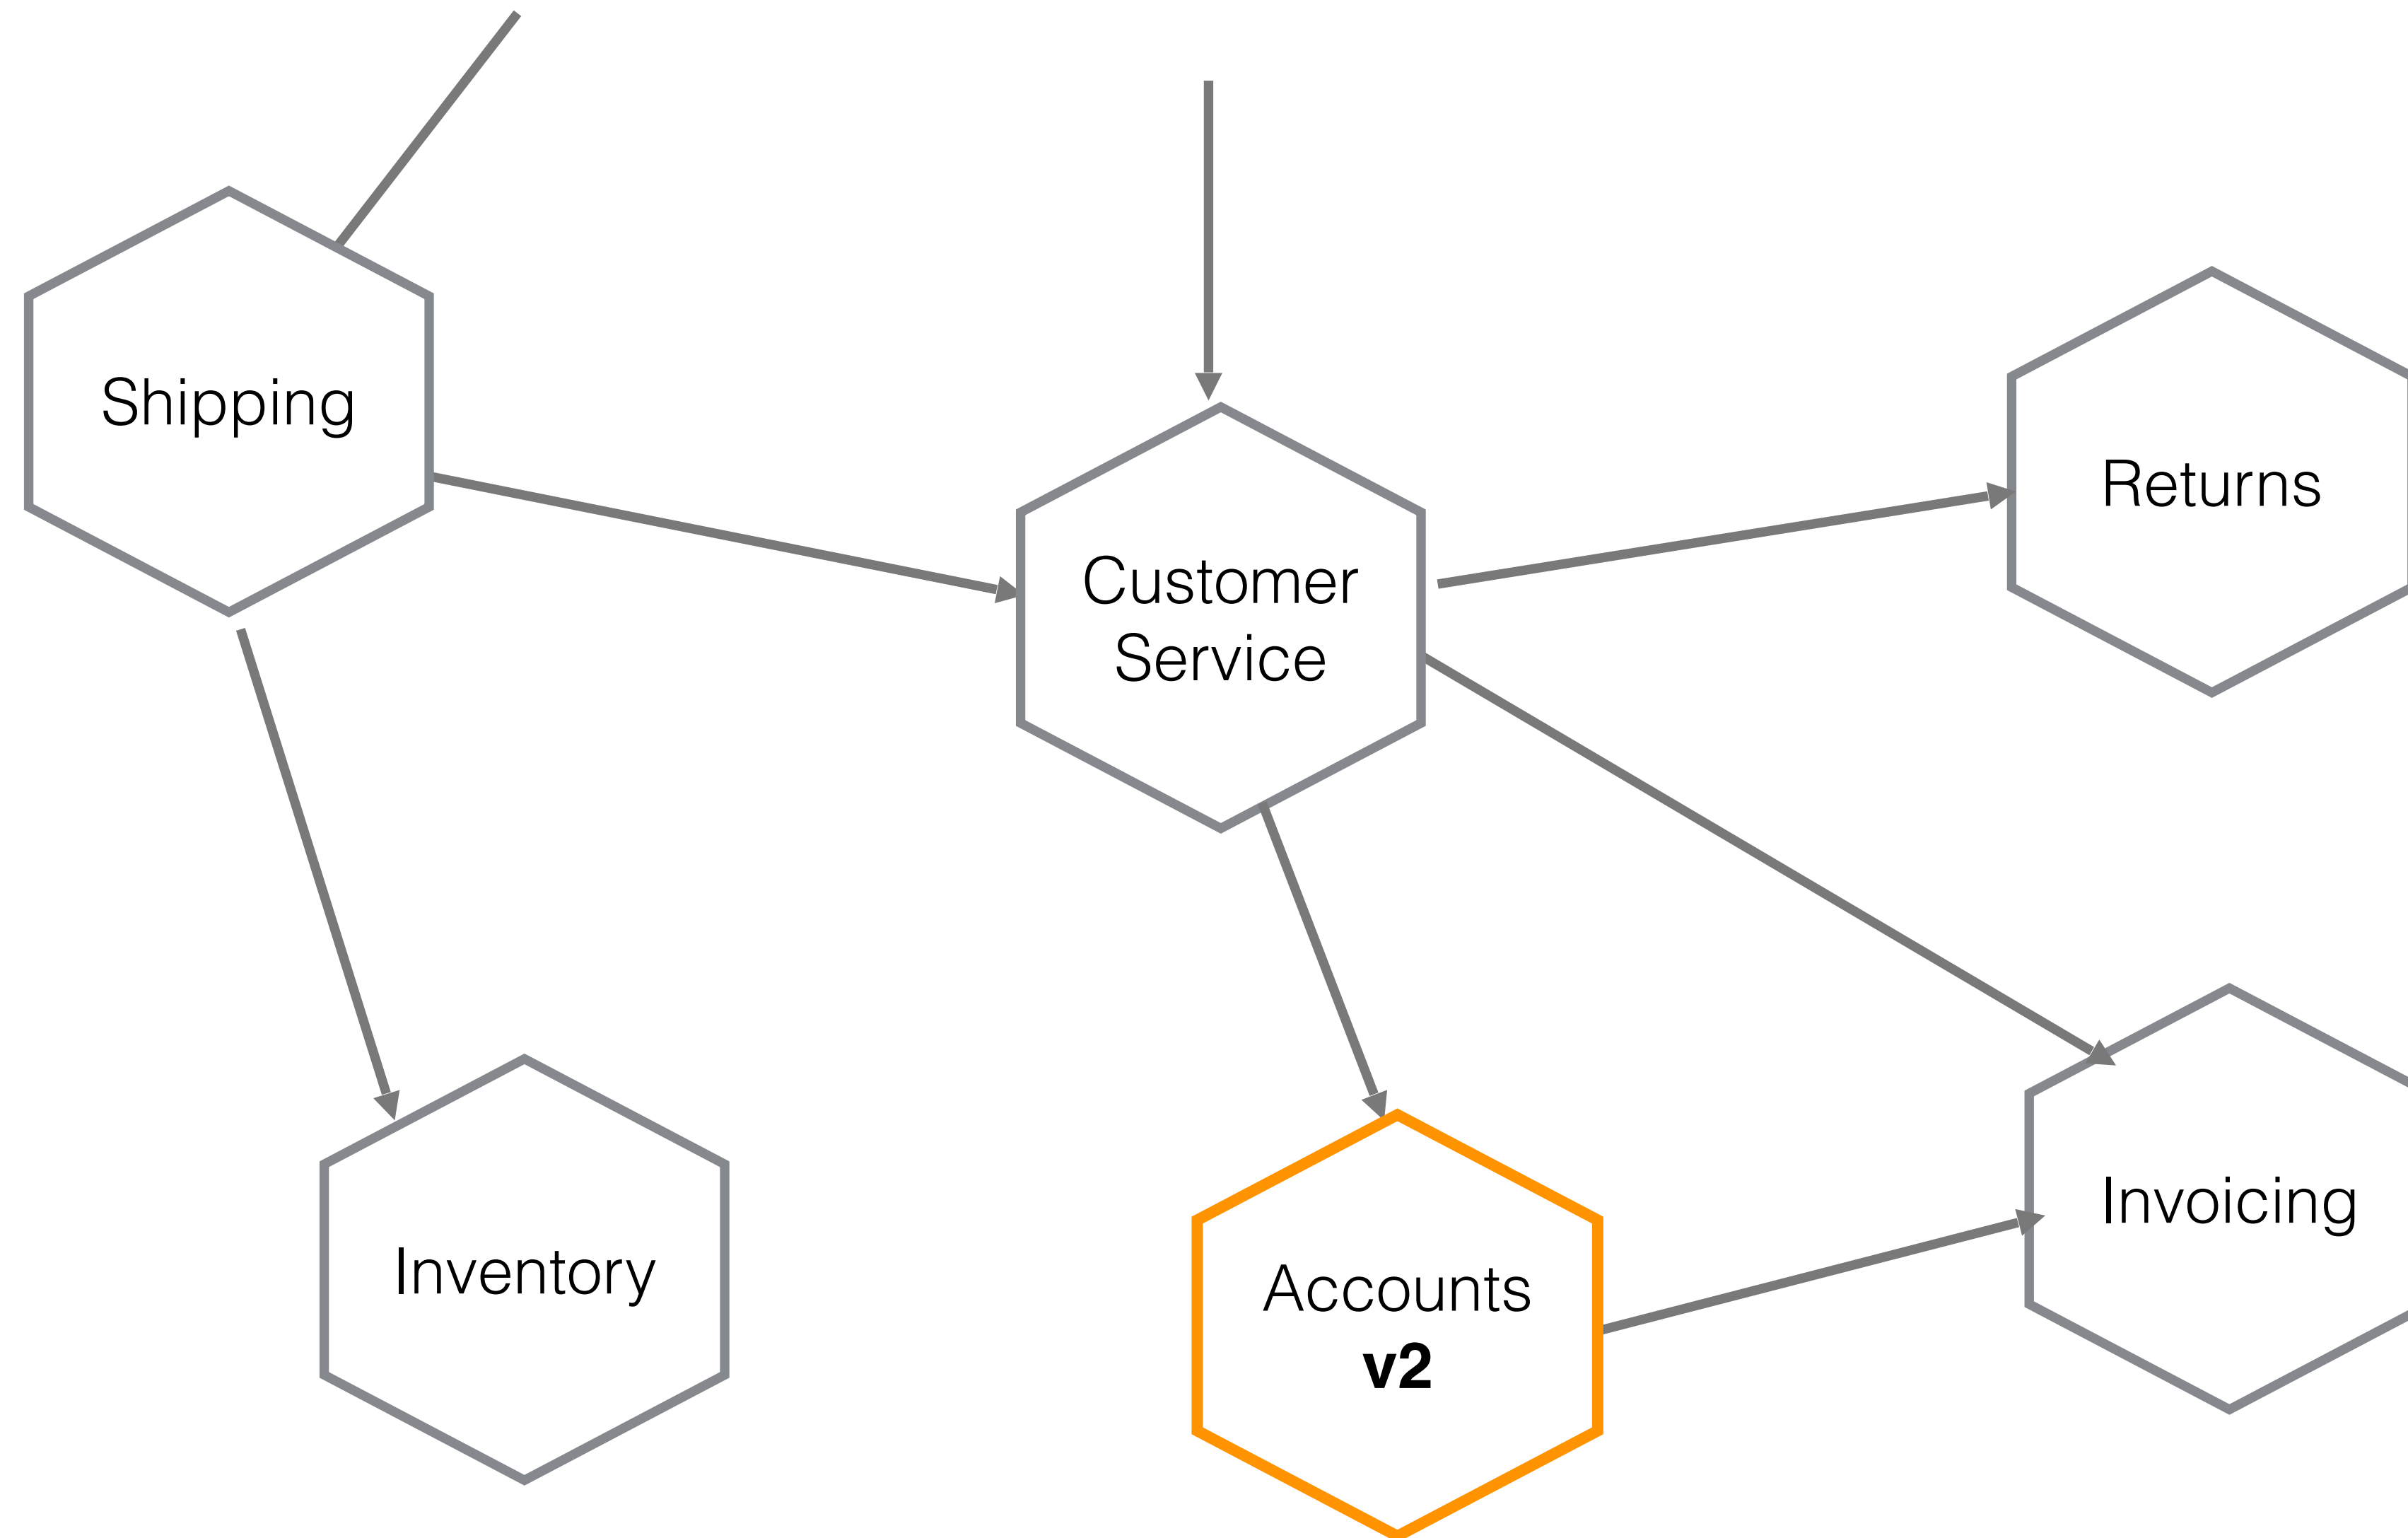 Shipping
Customer
Service
Returns
Inventory
Accounts
v2
Invoicing